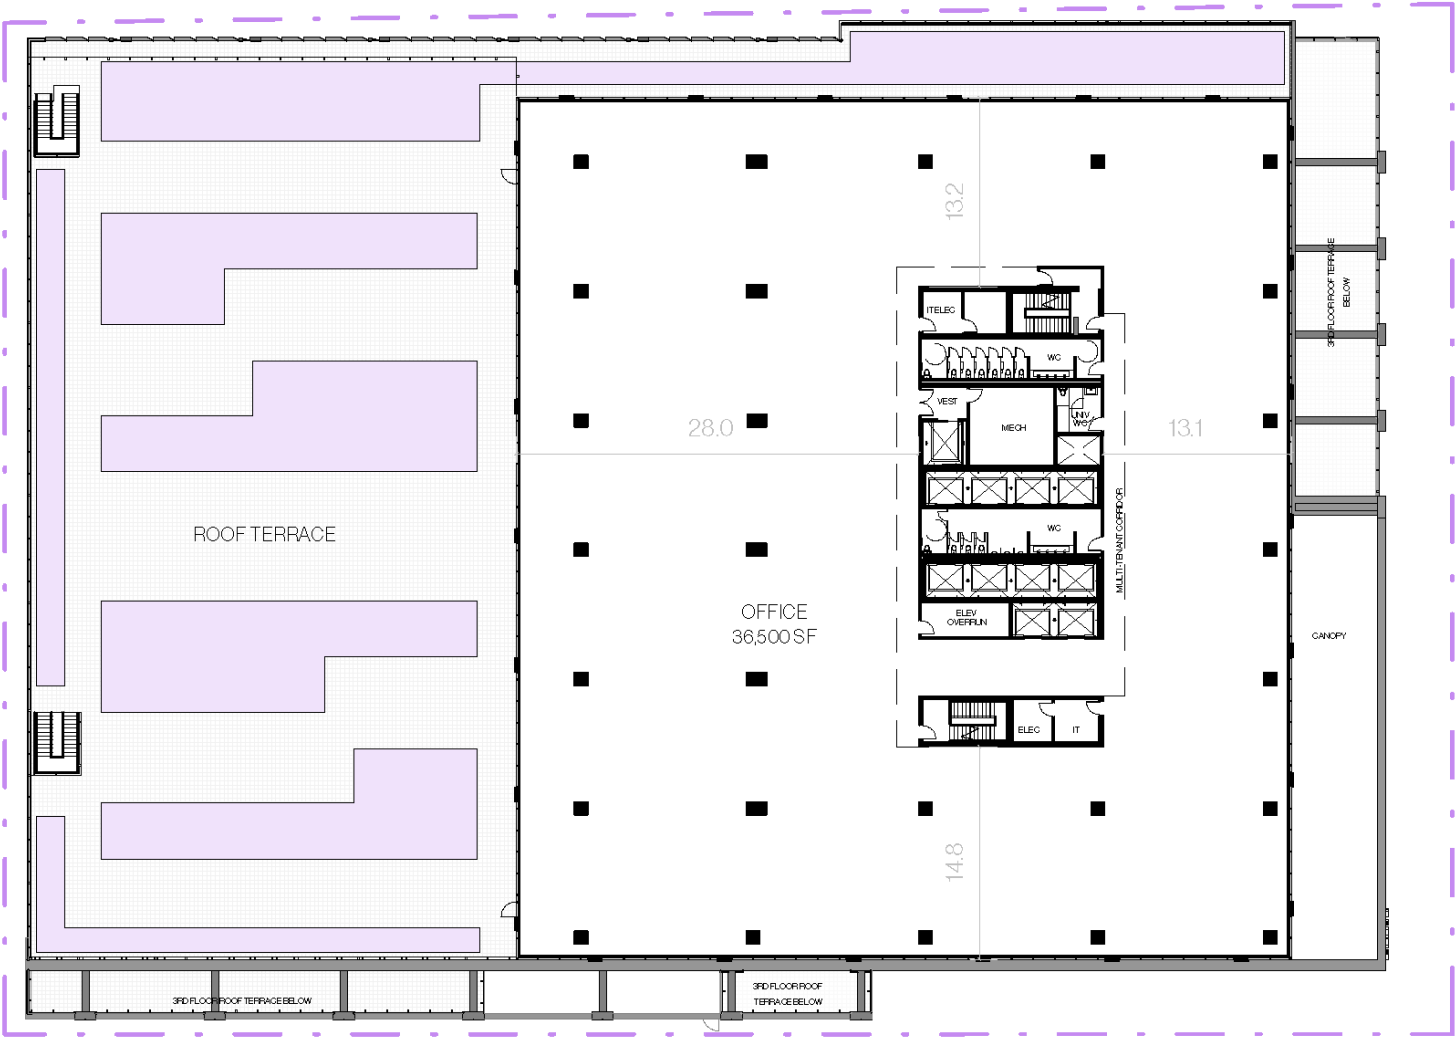 13.2
3RD FLOOR ROOF TERRACE
BELOW
ITELEC
WC
VEST
UNIV
WC
MECH
28.0
13.1
MULTI-TENANT CORRIDOR
ROOF TERRACE
WC
OFFICE
36,500 SF
ELEV
OVERRUN
CANOPY
ELEC
IT
14.8
3RD FLOOR ROOF TERRACE BELOW
3RD FLOOR ROOF
TERRACE BELOW